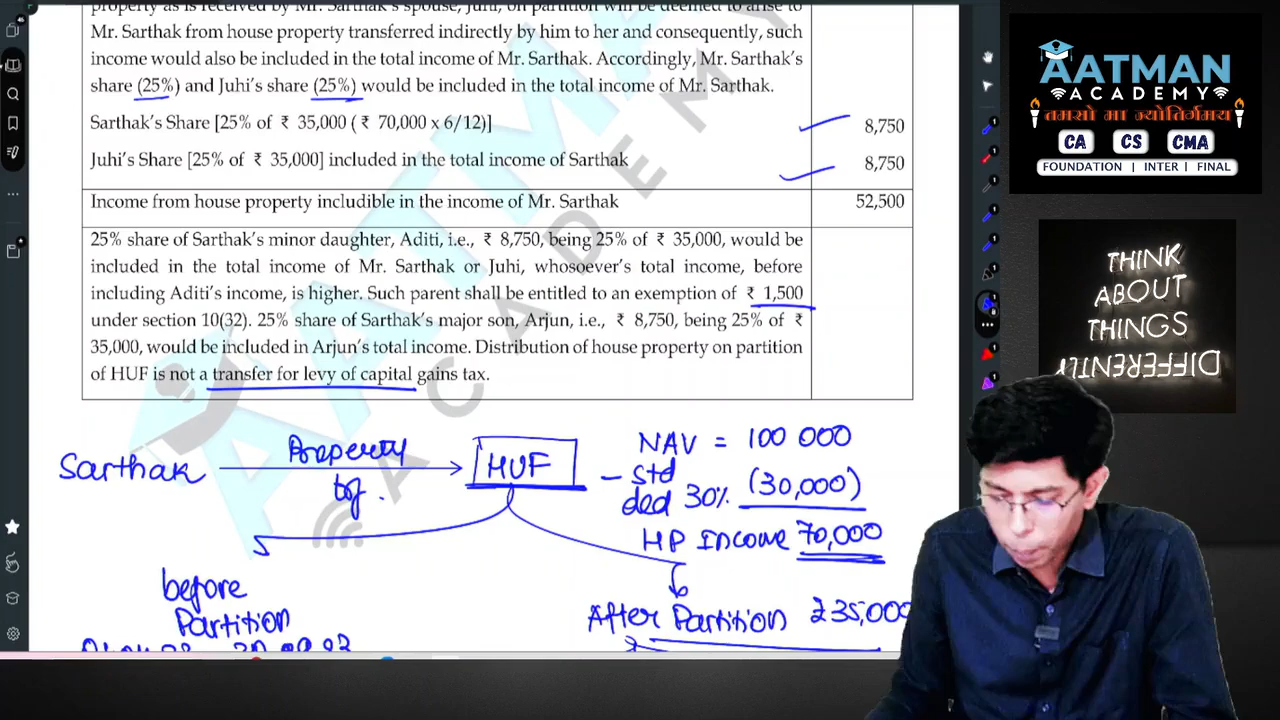 property as is received by Mr. Sarthak's spouse, Juhi, on partition will be deemed to arise to
Mr. Sarthak from house property transferred indirectly by him to her and consequently, such
income would also be included in the total income of Mr. Sarthak. Accordingly, Mr. Sarthak's
share (25%) and Juhi's share (25%) would be included in the total income of Mr. Sarthak.
Sarthak's Share [25% of ₹ 35,000 ( ₹ 70,000 x 6/12)] 8,750
Juhi's Share [25% of ₹ 35,000] included in the total income of Sarthak 8,750
Income from house property includible in the income of Mr. Sarthak 52,500
25% share of Sarthak's minor daughter, Aditi, i.e., ₹ 8,750, being 25% of ₹ 35,000, would be
included in the total income of Mr. Sarthak or Juhi, whosoever's total income, before
including Aditi's income, is higher. Such parent shall be entitled to an exemption of ₹ 1,500
under section 10(32). 25% share of Sarthak's major son, Arjun, i.e., ₹ 8,750, being 25% of ₹
35,000, would be included in Arjun's total income. Distribution of house property on partition
of HUF is not a transfer for levy of capital gains tax.
Sarthak
Property
HUF
NAV = 100 000
- Std
ded 30% (30,000)
HP Income 70,000
before
Partition
After Partition ₹35,000
AATMAN
ACADEMY
तमसो मा ज्योतिर्गमय
CA CS CMA
FOUNDATION | INTER | FINAL
THINK
ABOUT
THINGS
DIFFERENTLY
AATMAN
ACADEMY